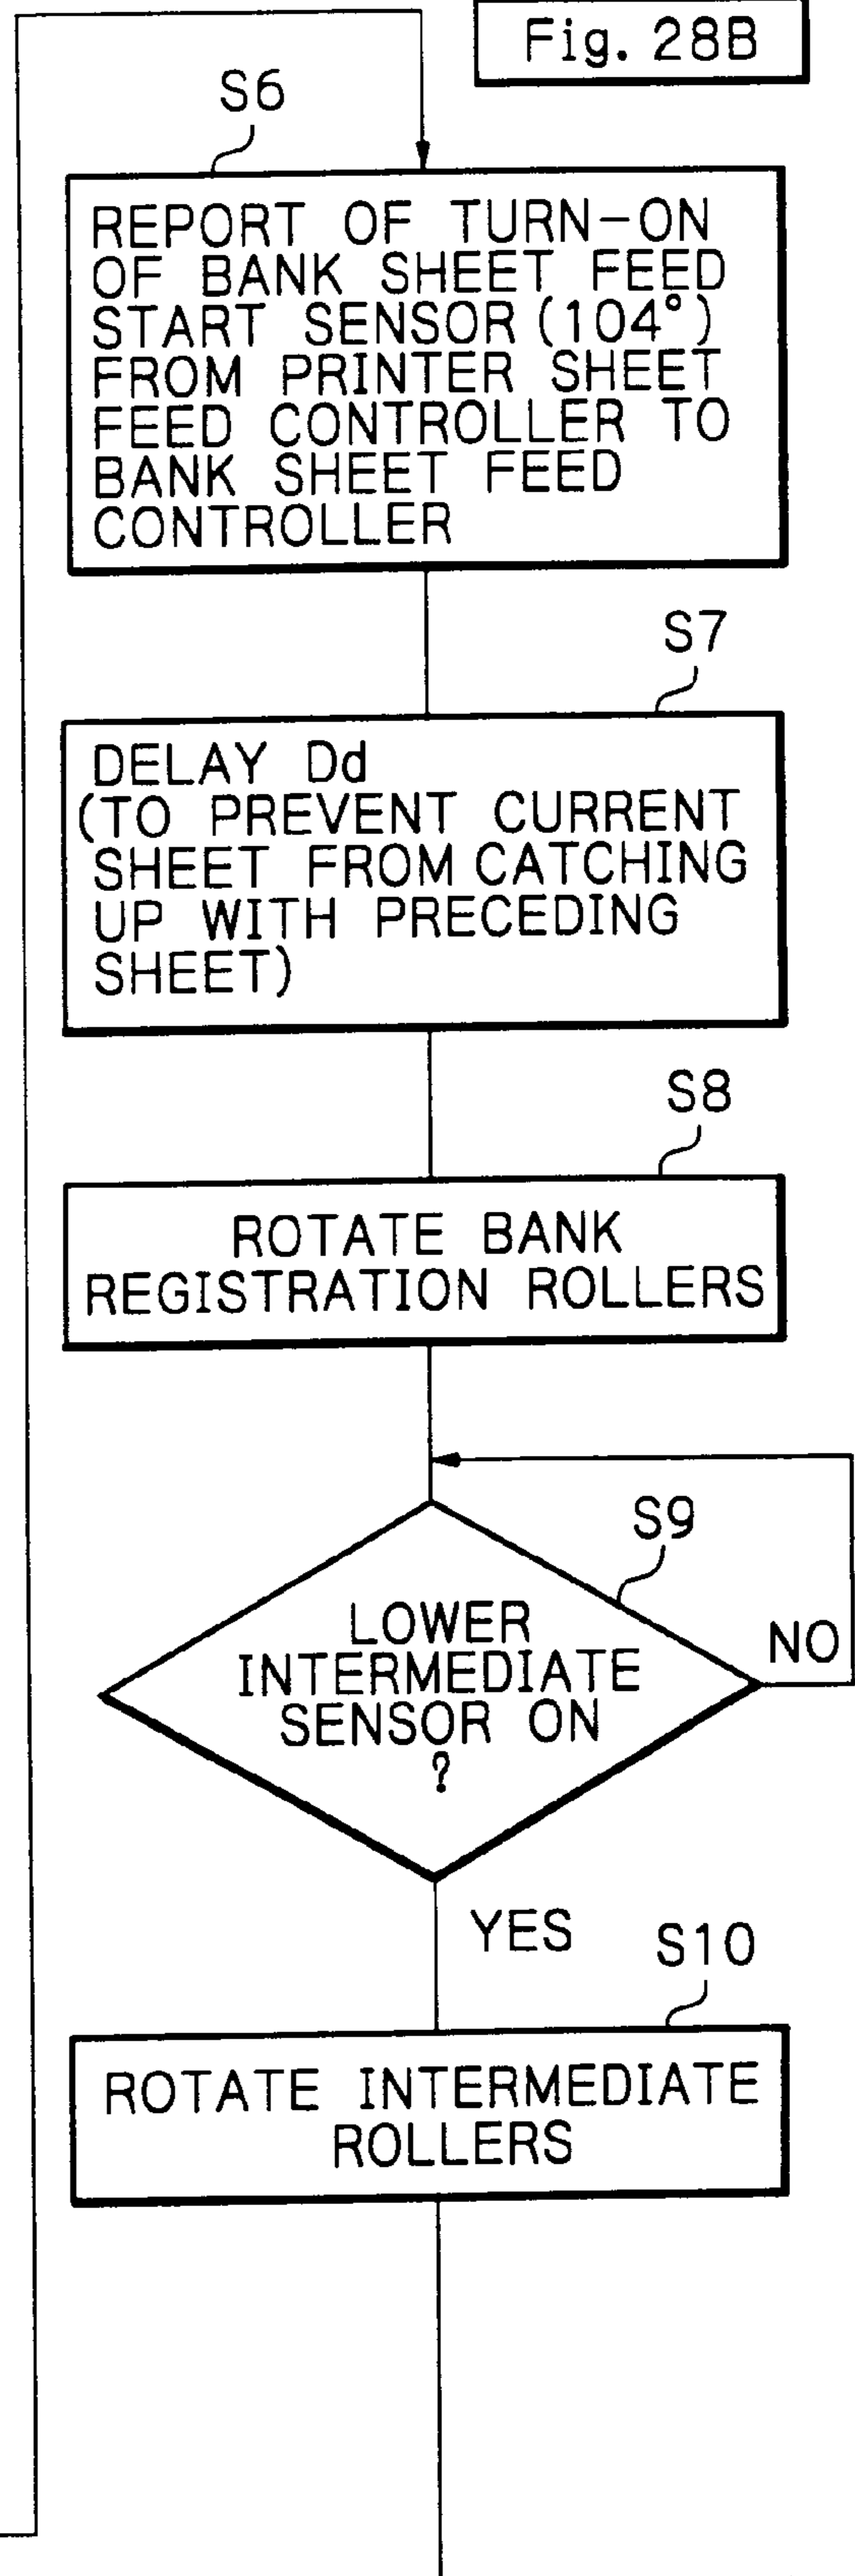 Fig. 28B
S6
REPORT OF TURN-ON
OF BANK SHEET FEED
START SENSOR (104°)
FROM PRINTER SHEET
FEED CONTROLLER TO
BANK SHEET FEED
CONTROLLER
S7
DELAY Dd
(TO PREVENT CURRENT
SHEET FROM CATCHING
UP WITH PRECEDING
SHEET)
S8
ROTATE BANK
REGISTRATION ROLLERS
S9
LOWER
INTERMEDIATE
SENSOR ON
?
NO
YES
S10
ROTATE INTERMEDIATE
ROLLERS